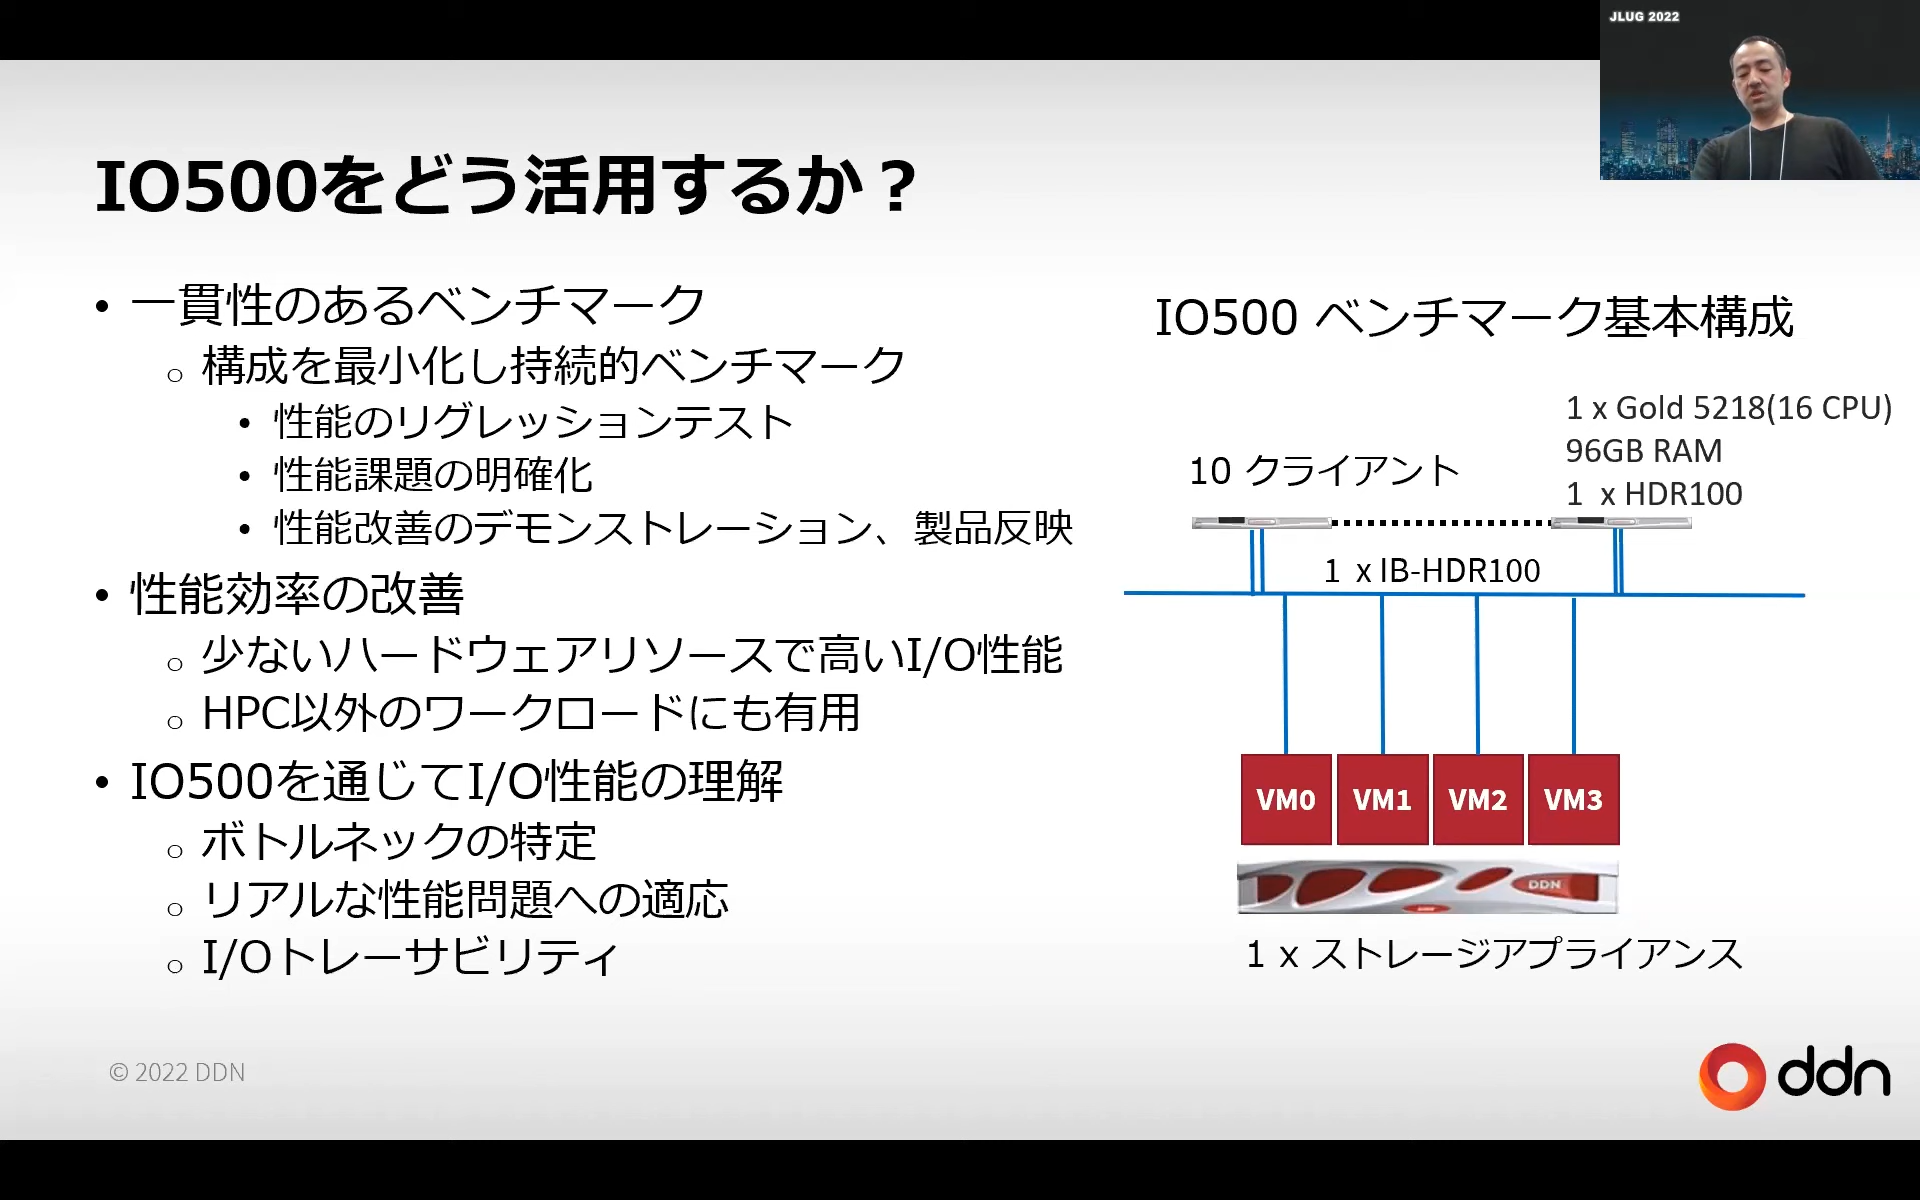 JLUG 2022
IO500をどう活用するか？
• 一貫性のあるベンチマーク
o 構成を最小化し持続的ベンチマーク
• 性能のリグレッションテスト
• 性能課題の明確化
• 性能改善のデモンストレーション、製品反映
• 性能効率の改善
o 少ないハードウェアリソースで高いI/O性能
o HPC以外のワークロードにも有用
• IO500を通じてI/O性能の理解
o ボトルネックの特定
o リアルな性能問題への適応
o I/Oトレーサビリティ
IO500 ベンチマーク基本構成
1 x Gold 5218(16 CPU)
96GB RAM
1 x HDR100
10 クライアント
1 x IB-HDR100
VM0 VM1 VM2 VM3
DDN
1 x ストレージアプライアンス
© 2022 DDN
ddn